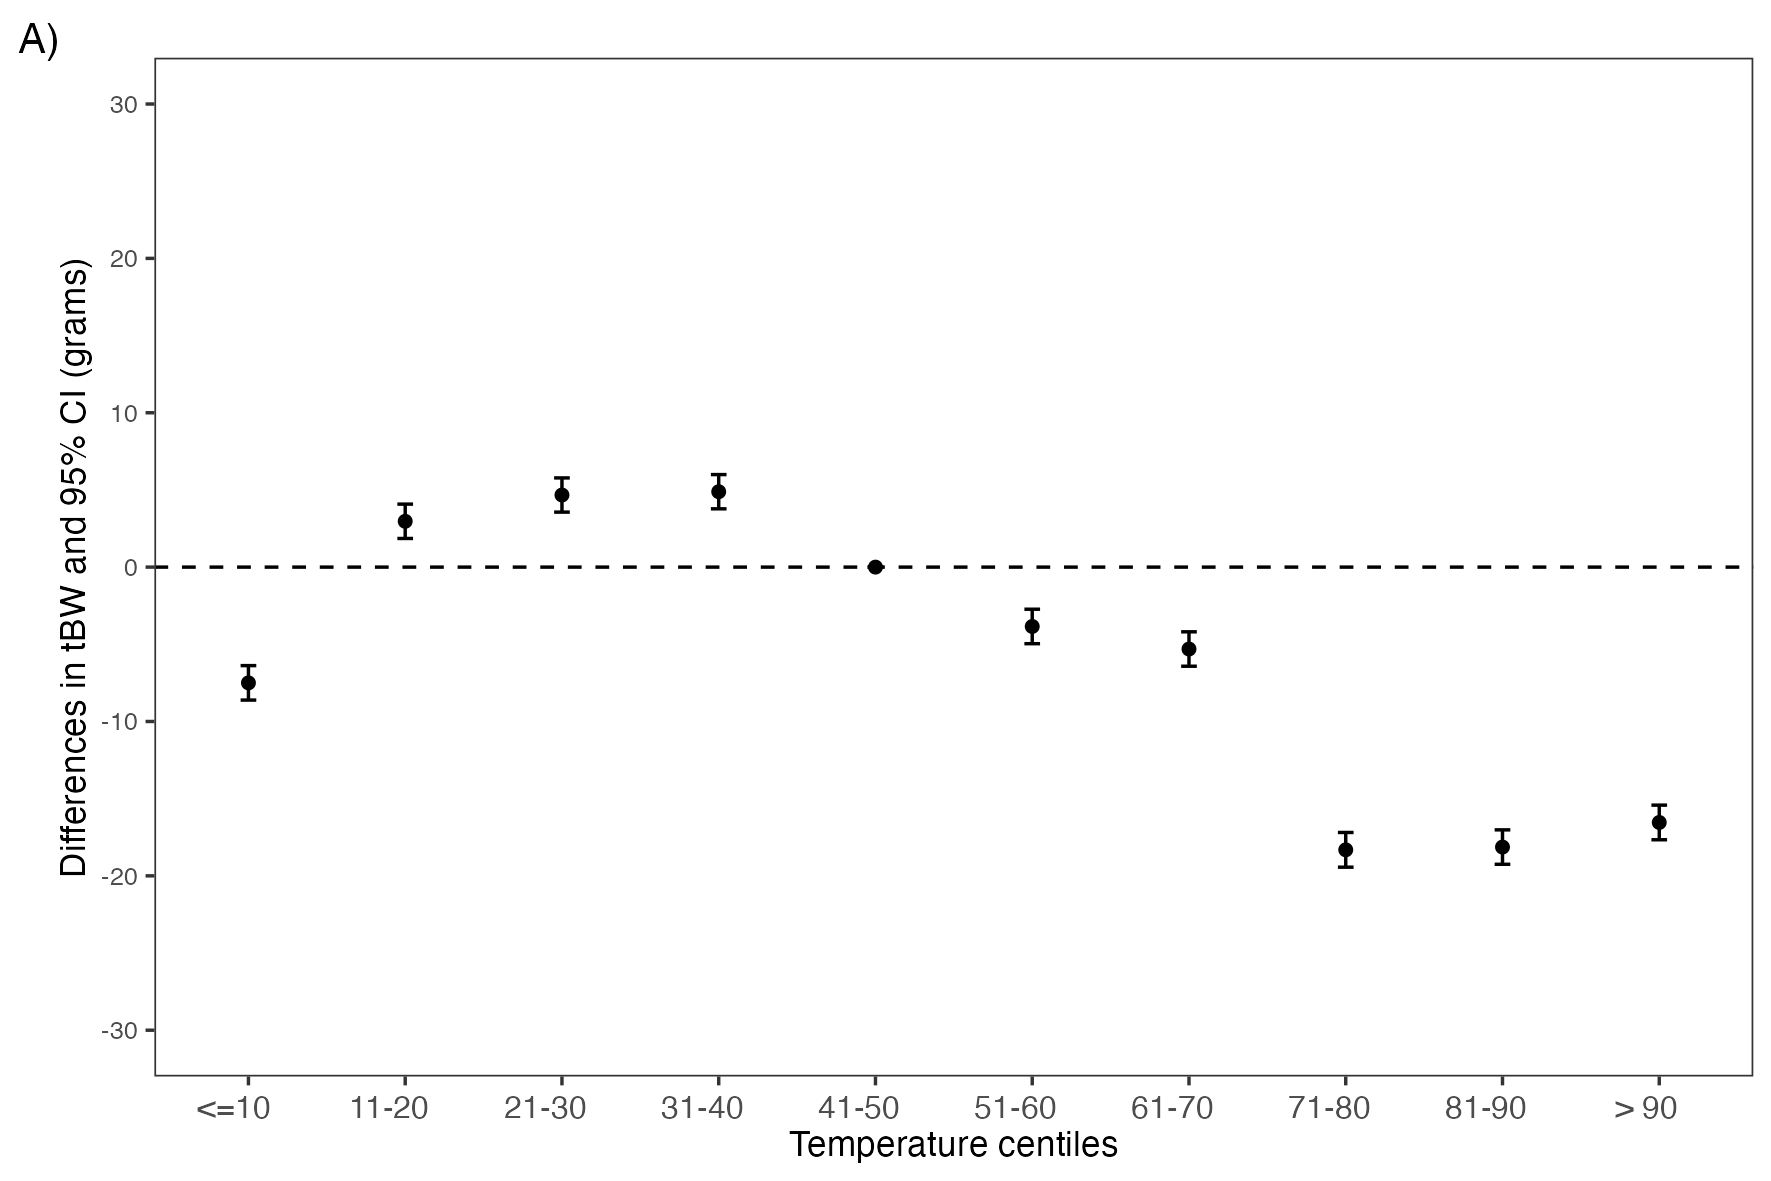 A)
Differences in tBW and 95% CI (grams)
30
20
10
0
-10
-20
-30
<=10 11-20 21-30 31-40 41-50 51-60 61-70 71-80 81-90 > 90
Temperature centiles